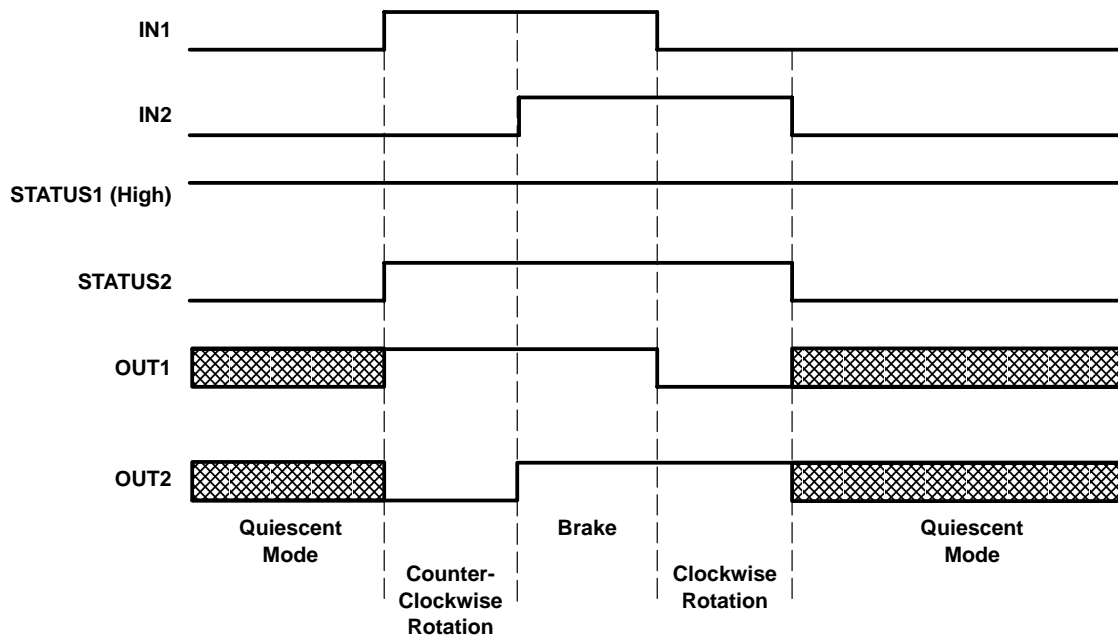 IN1
IN2
STATUS1 (High)
STATUS2
OUT1
OUT2
Quiescent
Mode
Counter-
Clockwise
Rotation
Brake
Clockwise
Rotation
Quiescent
Mode